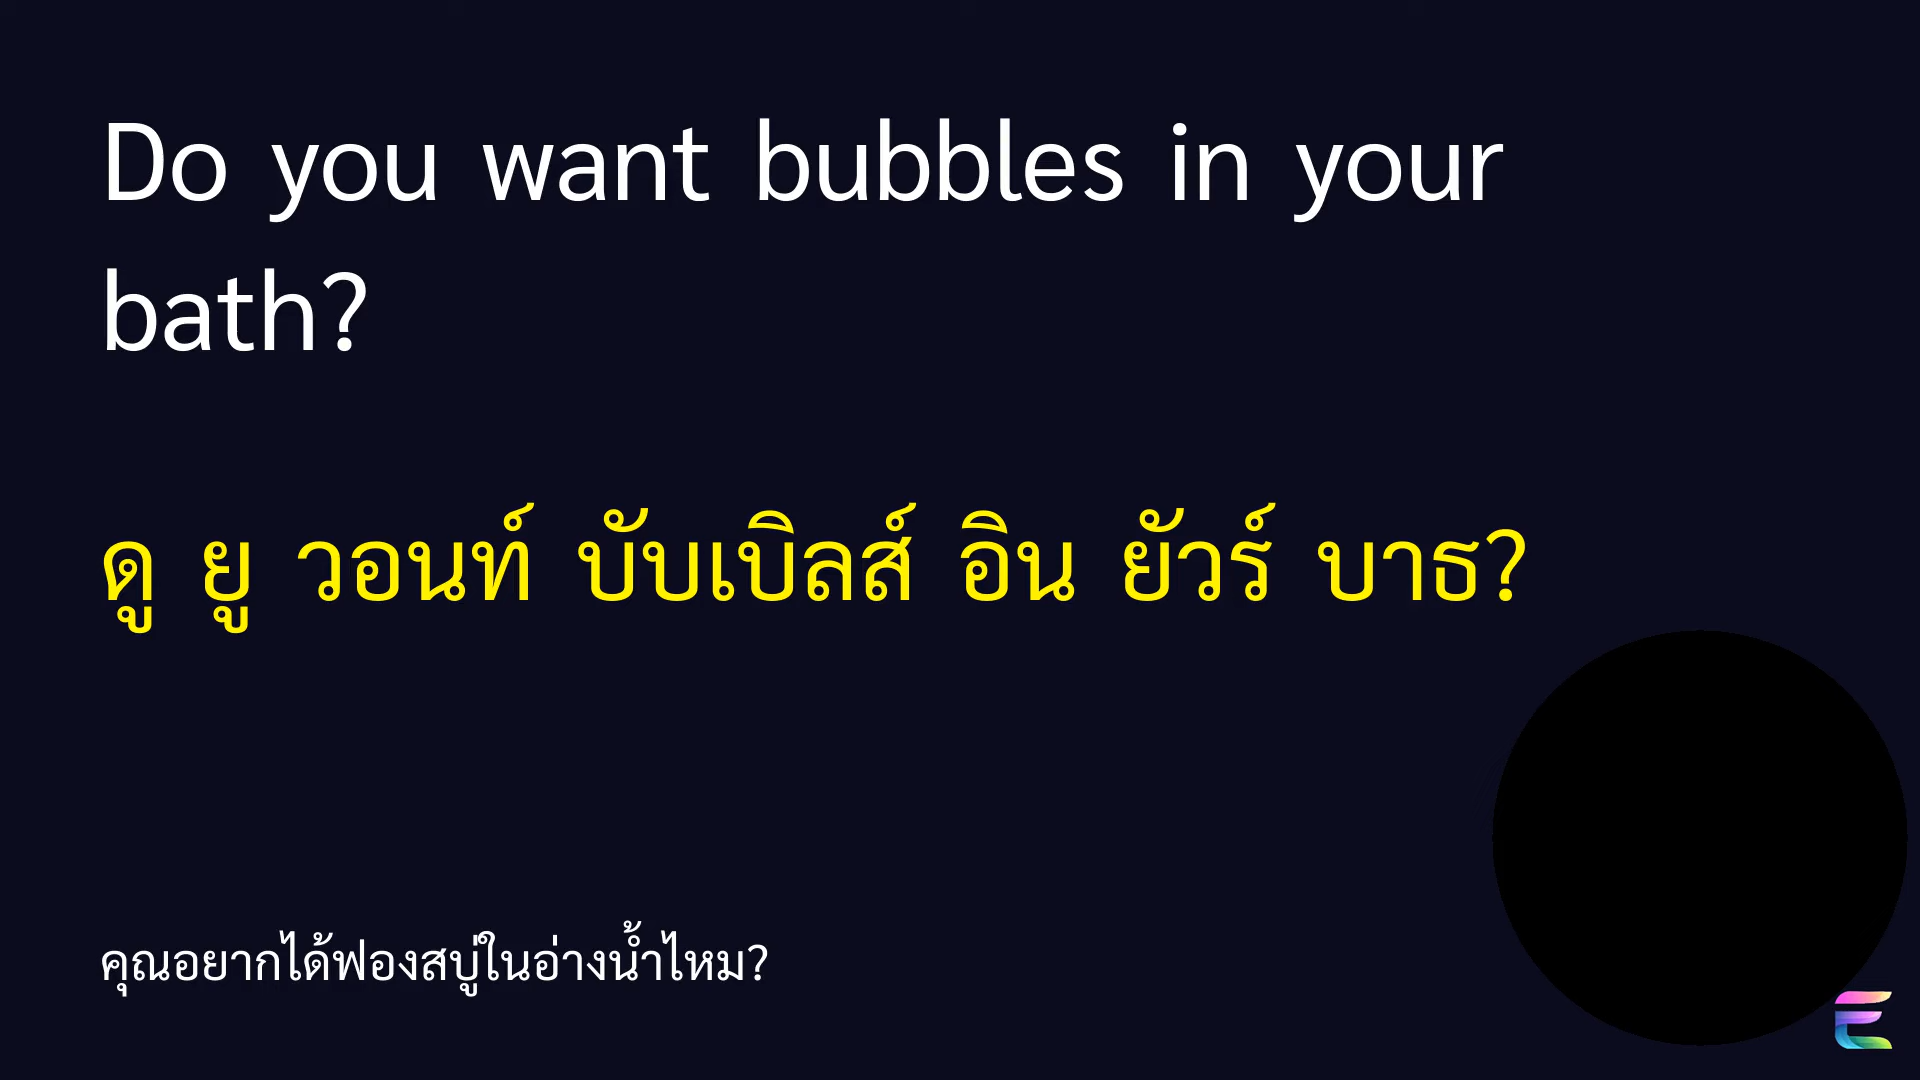 Do you want bubbles in your
bath?
ดู ยู วอนท์ บับเบิลส์ อิน ยัวร์ บาธ?
คุณอยากได้ฟองสบู่ในอ่างน้ำไหม?